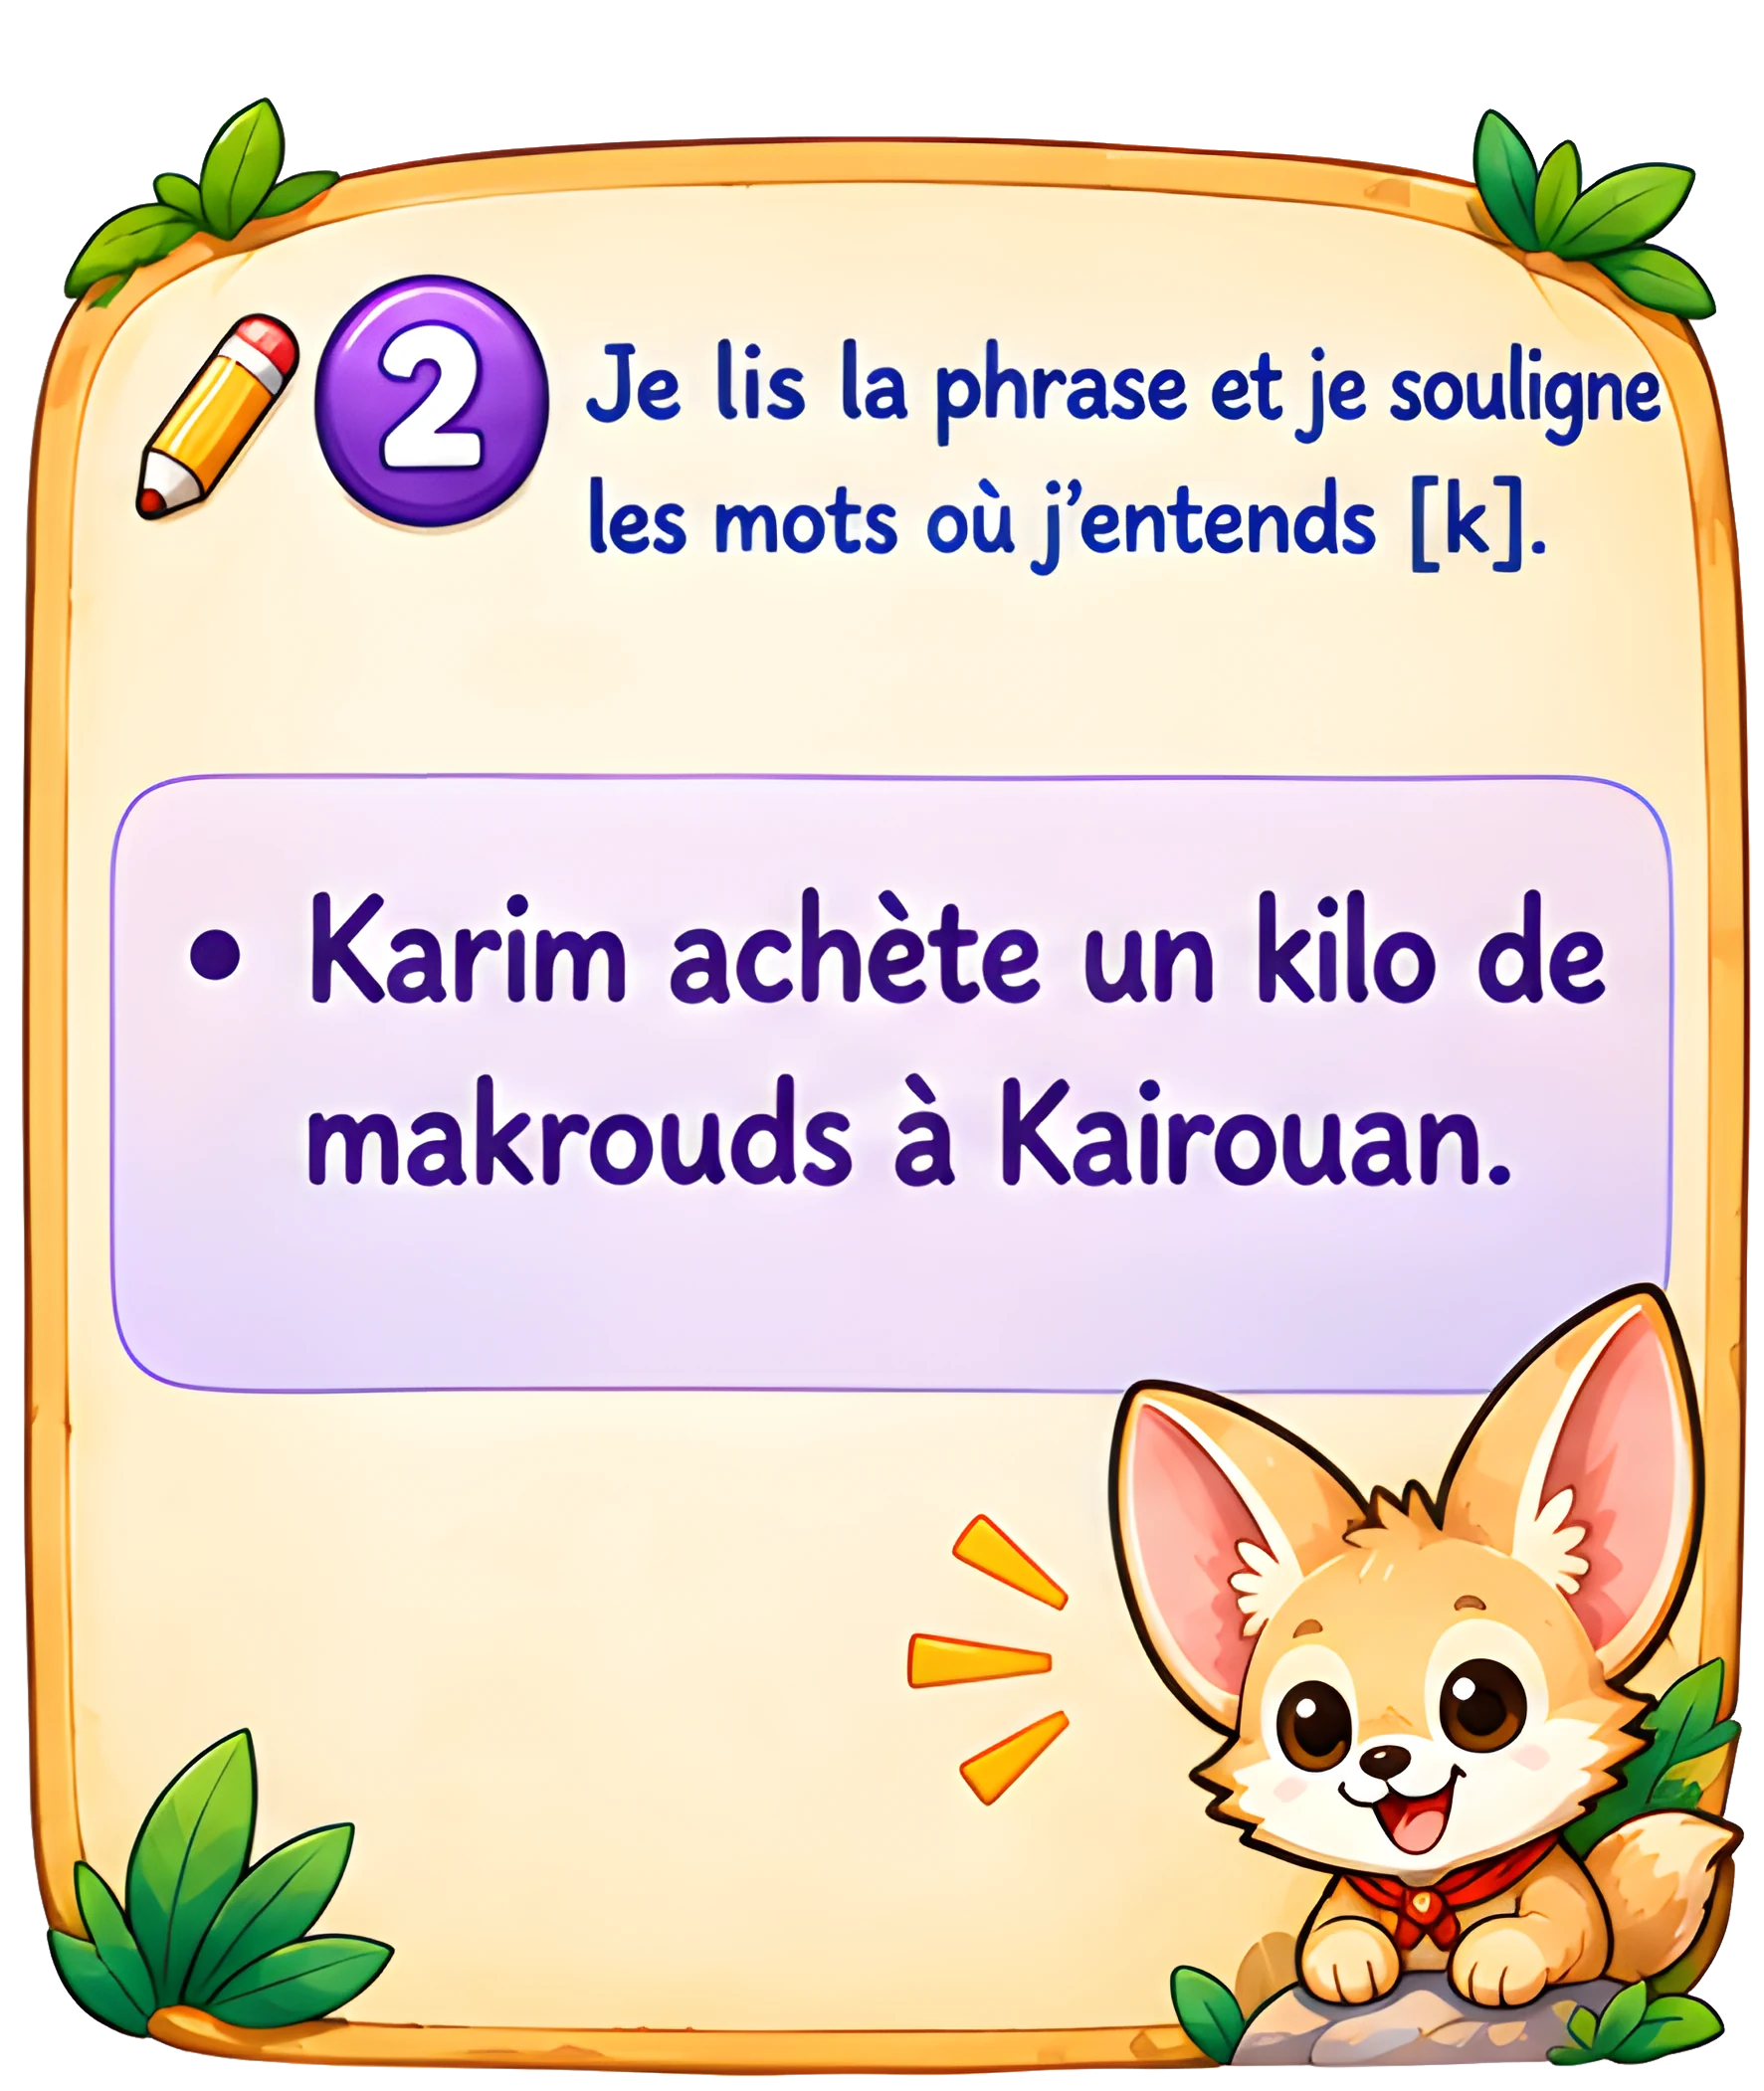 2 Je lis la phrase et je souligne
les mots où j'entends [k].
• Karim achète un kilo de
makrouds à Kairouan.